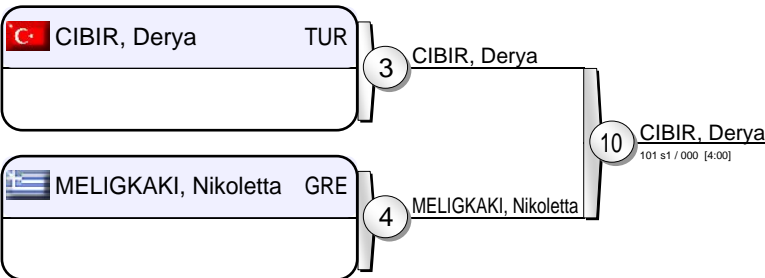 CIBIR, Derya TUR
3
CIBIR, Derya
10
CIBIR, Derya
101 s1 / 000 [4:00]
MELIGKAKI, Nikoletta GRE
4
MELIGKAKI, Nikoletta